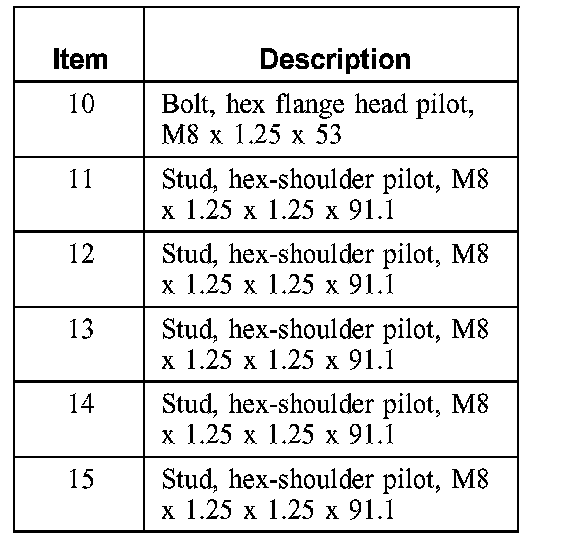 Item Description
10 Bolt, hex flange head pilot,
M8 x 1.25 x 53
11 Stud, hex-shoulder pilot, M8
x 1.25 x 1.25 x 91.1
12 Stud, hex-shoulder pilot, M8
x 1.25 x 1.25 x 91.1
13 Stud, hex-shoulder pilot, M8
x 1.25 x 1.25 x 91.1
14 Stud, hex-shoulder pilot, M8
x 1.25 x 1.25 x 91.1
15 Stud, hex-shoulder pilot, M8
x 1.25 x 1.25 x 91.1